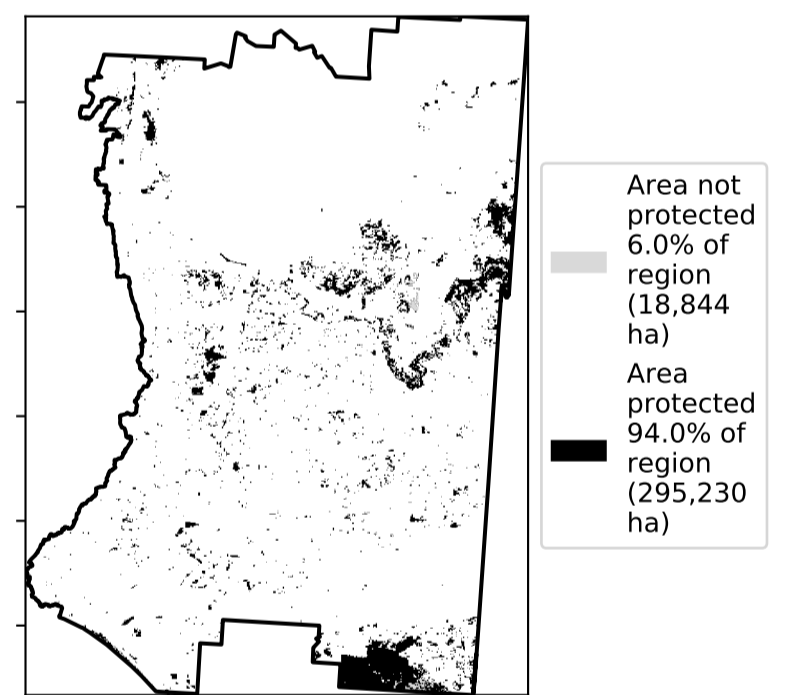 Area not
protected
6.0% of
region
(18,844
ha)
Area
protected
94.0% of
region
(295,230
ha)